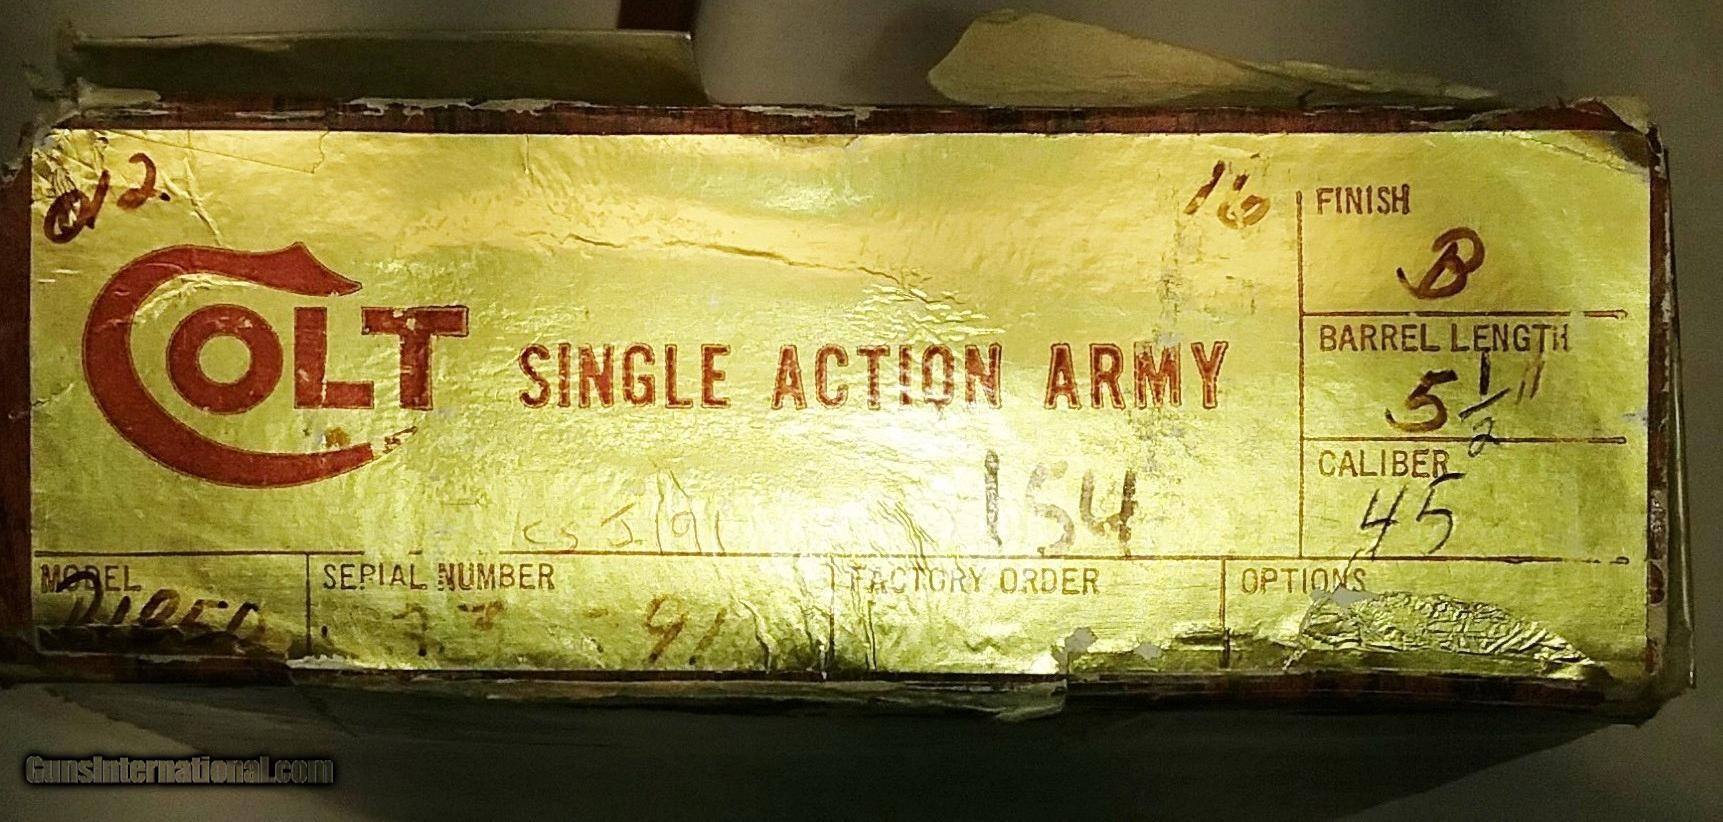 2.
16
COLT
SINGLE ACTION ARMY
FINISH
B
BARREL LENGTH
5 1/2"
CALIBER
45
154
MODEL
SERIAL NUMBER
91
FACTORY ORDER
OPTIONS
GunsInternational.com